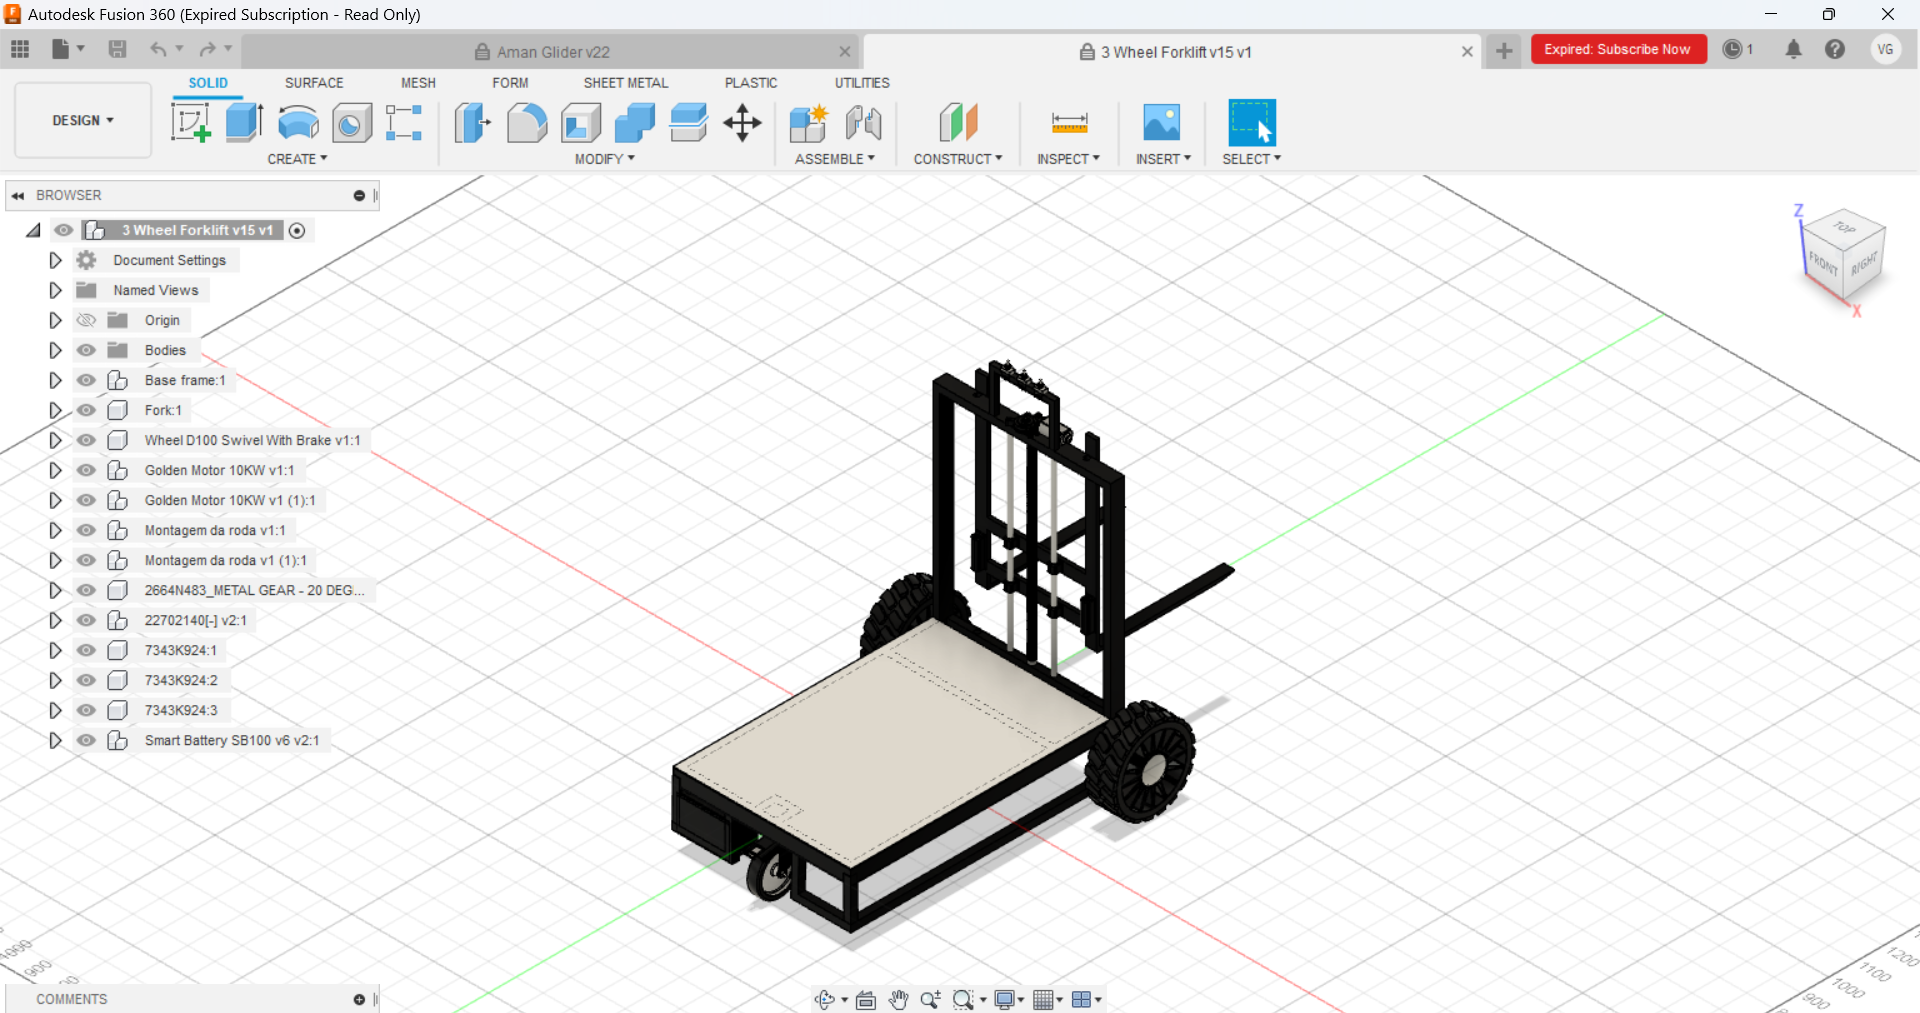 Autodesk Fusion 360 (Expired Subscription - Read Only)
Aman Glider v22
3 Wheel Forklift v15 v1
Expired: Subscribe Now
1
VG
DESIGN
SOLID
SURFACE
MESH
FORM
SHEET METAL
PLASTIC
UTILITIES
CREATE
MODIFY
ASSEMBLE
CONSTRUCT
INSPECT
INSERT
SELECT
BROWSER
3 Wheel Forklift v15 v1
Document Settings
Named Views
Origin
Bodies
Base frame:1
Fork:1
Wheel D100 Swivel With Brake v1:1
Golden Motor 10KW v1:1
Golden Motor 10KW v1 (1):1
Montagem da roda v1:1
Montagem da roda v1 (1):1
2664N483_METAL GEAR - 20 DEG...
22702140[-] v2:1
7343K924:1
7343K924:2
7343K924:3
Smart Battery SB100 v6 v2:1
Z
TOP
FRONT
RIGHT
X
1000
900
1200
1100
1000
900
COMMENTS